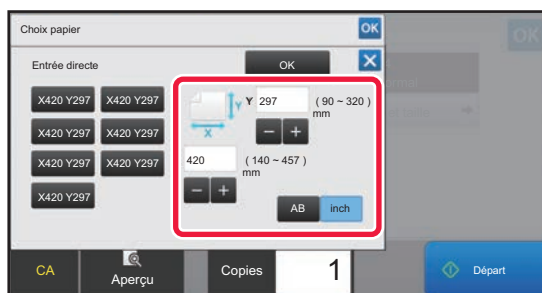 Choix papier
OK
OK
Entrée directe
OK
X420 Y297
X420 Y297
Y
Y
297
( 90 ~ 320 )
mm
X420 Y297
X420 Y297
X
− +
X420 Y297
X420 Y297
420
( 140 ~ 457 )
mm
X420 Y297
− +
AB
inch
CA
Aperçu
Copies
1
Départ